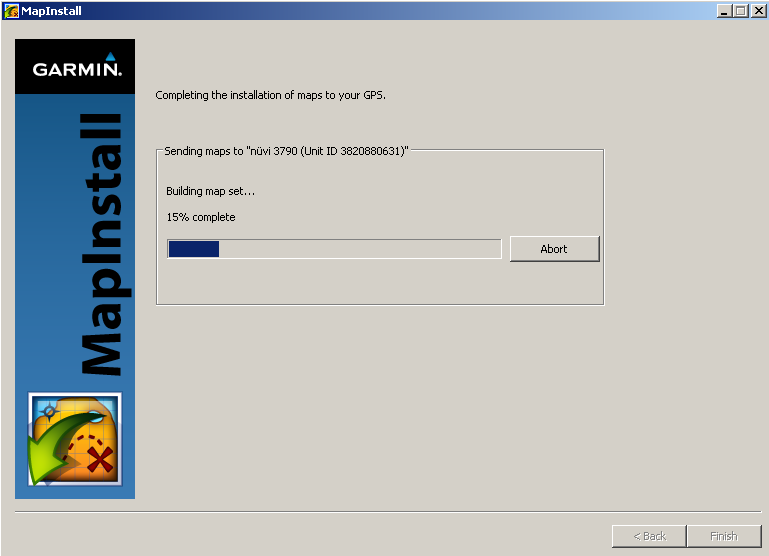 MapInstall
GARMIN.
MapInstall
Completing the installation of maps to your GPS.
Sending maps to "nüvi 3790 (Unit ID 3820880631)"
Building map set...
15% complete
Abort
< Back
Finish